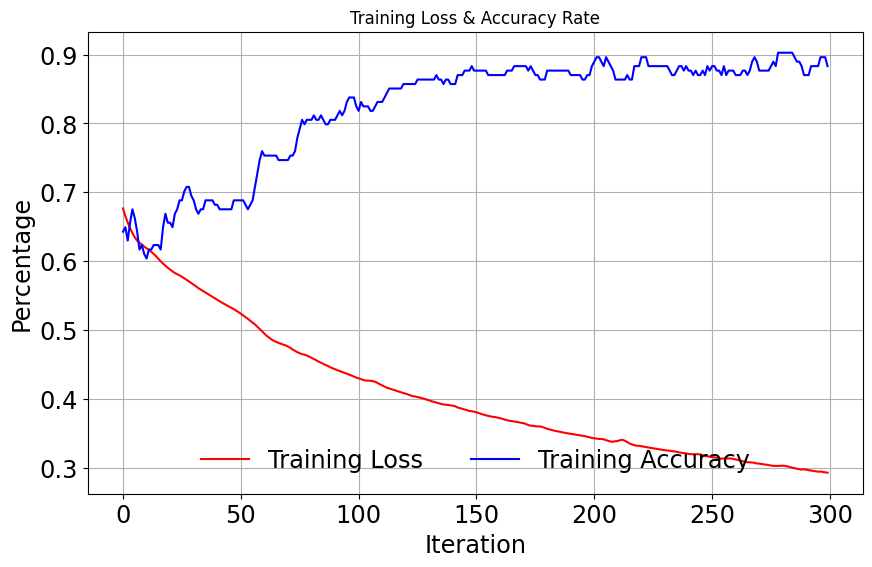 Training Loss & Accuracy Rate
0.9
0.8
0.7
0.6
0.5
0.4
0.3
Percentage
Training Loss Training Accuracy
0 50 100 150 200 250 300
Iteration